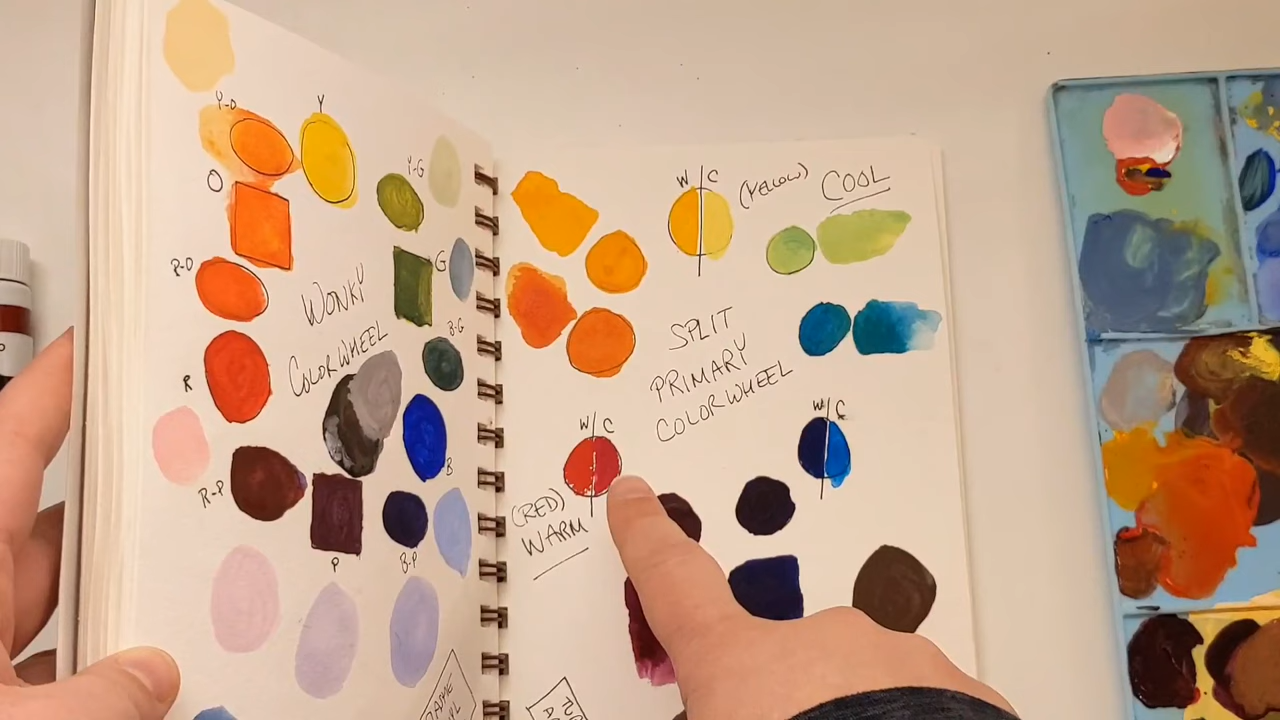 Y-O
Y
O
Y-G
R-O
G
WONKY
COLOR WHEEL
B-G
R
B
R-P
P
B-P
W/C
(YELLOW)
COOL
SPLIT
PRIMARY
COLOR WHEEL
W/C
W/C
(RED)
WARM